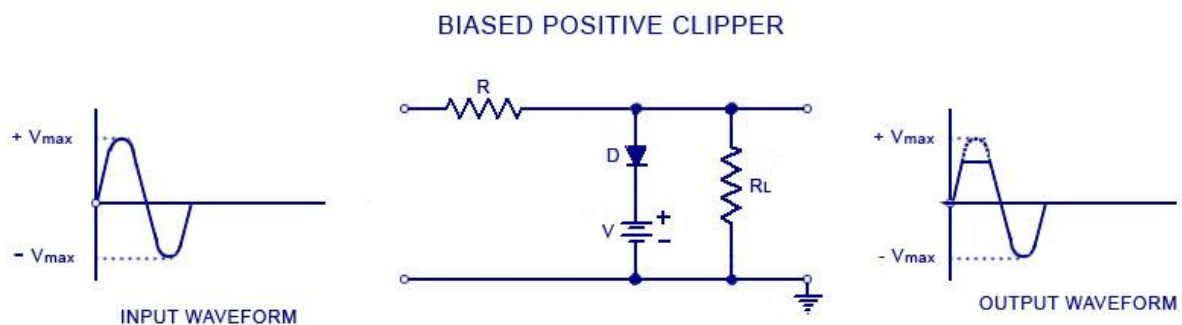 BIASED POSITIVE CLIPPER
+ Vmax
- Vmax
INPUT WAVEFORM
R
D
V
+
-
RL
+ Vmax
- Vmax
OUTPUT WAVEFORM